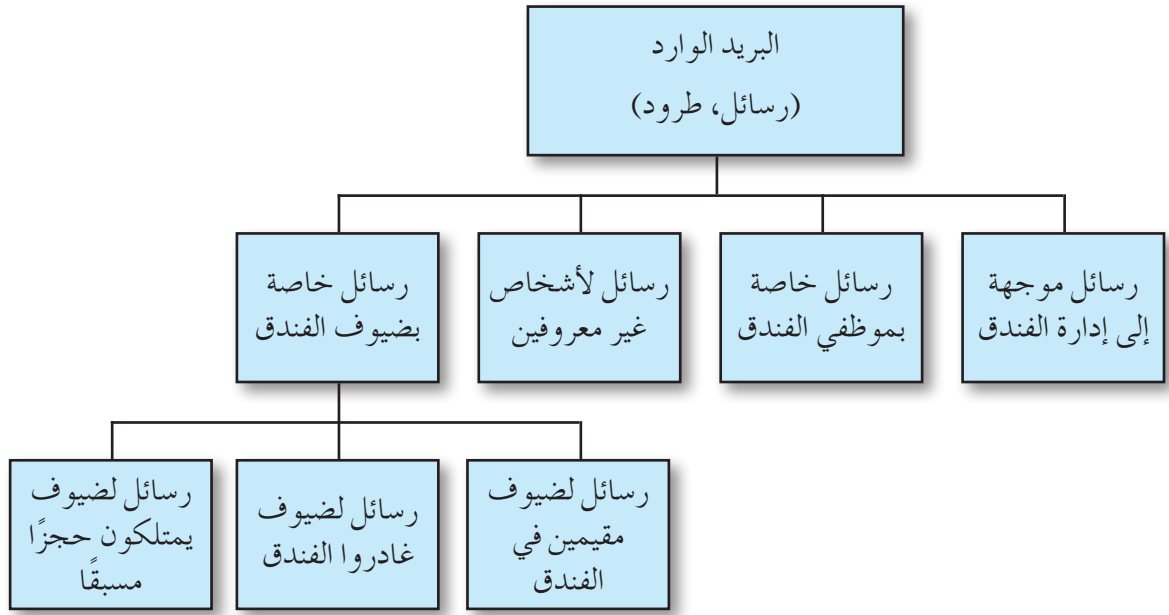 البريد الوارد
(رسائل، طرود)
رسائل موجهة
إلى إدارة الفندق
رسائل خاصة
بموظفي الفندق
رسائل لأشخاص
غير معروفين
رسائل خاصة
بضيوف الفندق
رسائل لضيوف
مقيمين في
الفندق
رسائل لضيوف
غادروا الفندق
رسائل لضيوف
يمتلكون حجزًا
مسبقًا